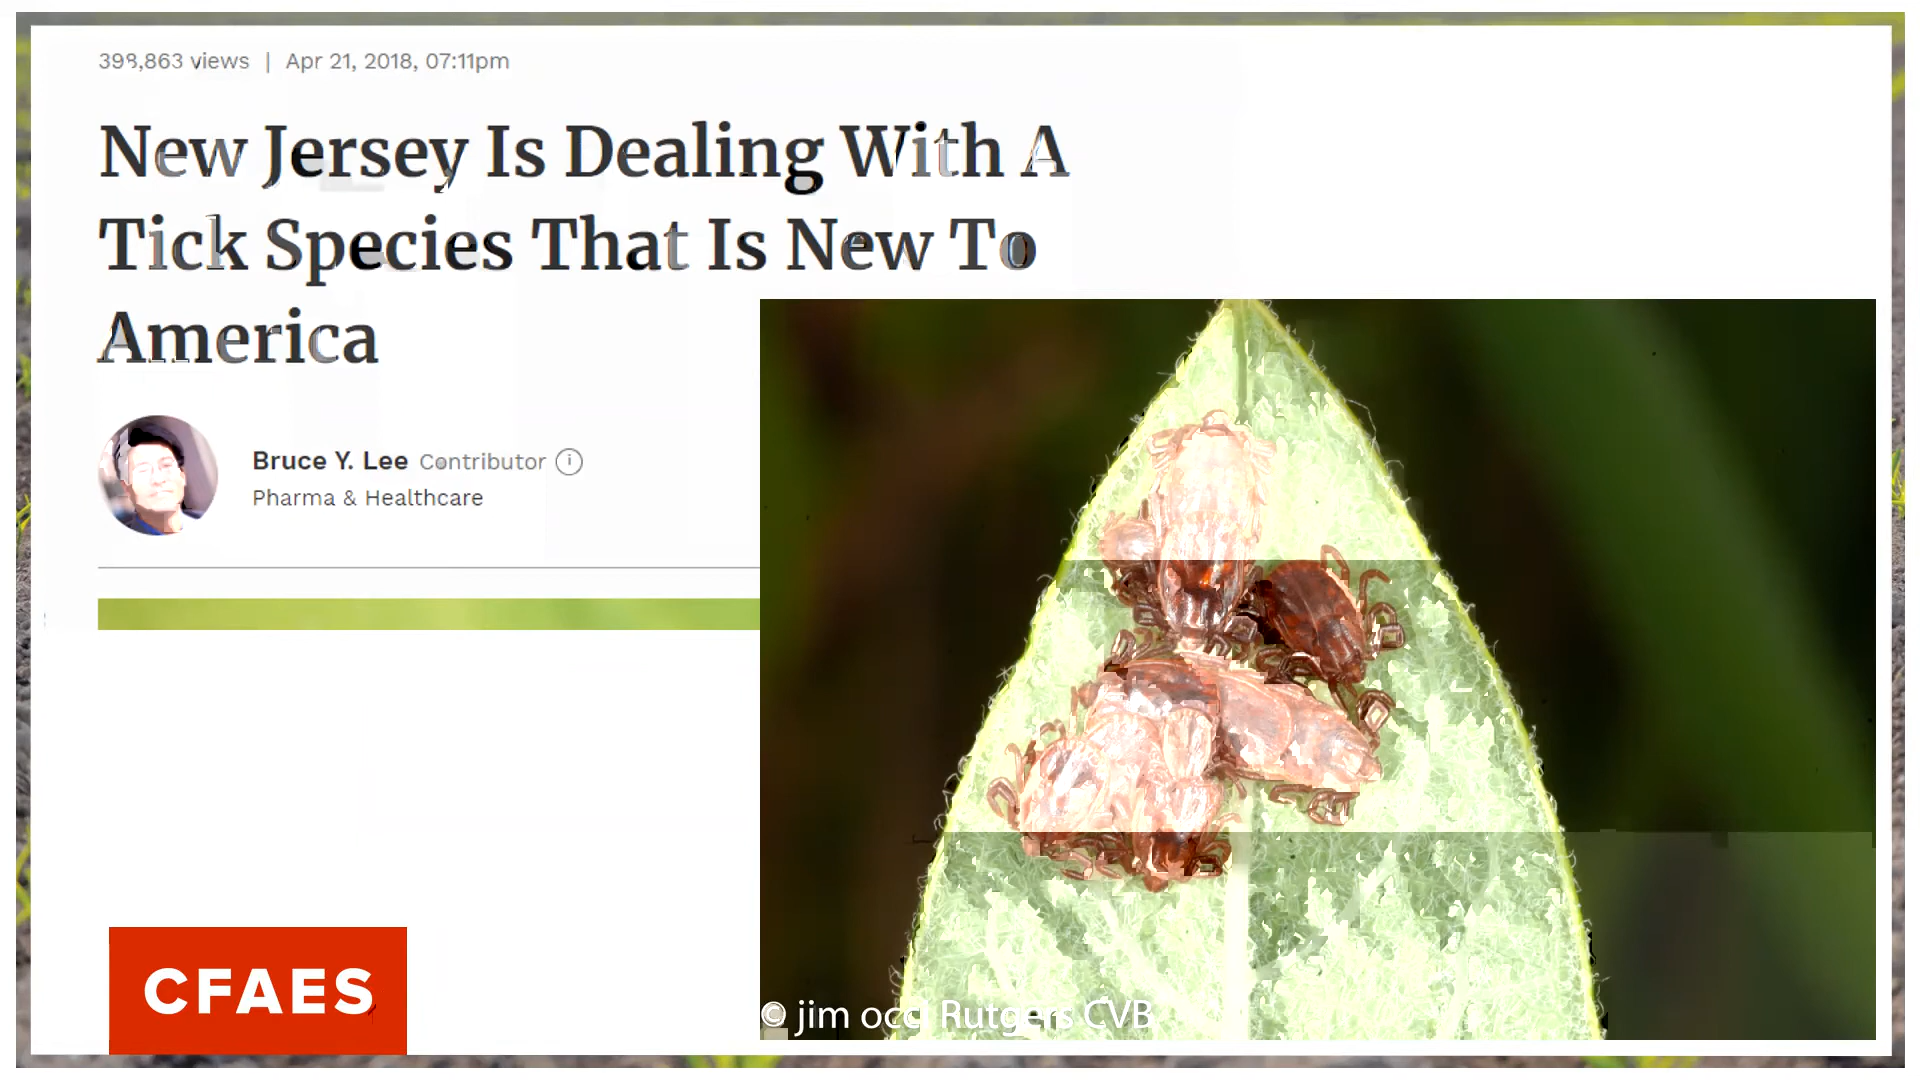 398,863 views | Apr 21, 2018, 07:11pm
New Jersey Is Dealing With A
Tick Species That Is New To
America
Bruce Y. Lee Contributor
Pharma & Healthcare
CFAES
© jim occi Rutgers CVB